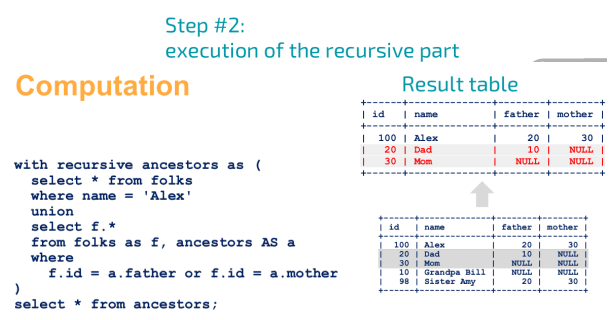 Step #2:
execution of the recursive part
Computation
Result table
+------+--------------+--------+--------+
| id | name | father | mother |
+------+--------------+--------+--------+
| 100 | Alex | 20 | 30 |
| 20 | Dad | 10 | NULL |
| 30 | Mom | NULL | NULL |
+------+--------------+--------+--------+
with recursive ancestors as (
select * from folks
where name = 'Alex'
union
select f.*
from folks as f, ancestors AS a
where
f.id = a.father or f.id = a.mother
)
select * from ancestors;
+------+--------------+--------+--------+
| id | name | father | mother |
+------+--------------+--------+--------+
| 100 | Alex | 20 | 30 |
| 20 | Dad | 10 | NULL |
| 30 | Mom | NULL | NULL |
| 10 | Grandpa Bill | NULL | NULL |
| 98 | Sister Amy | 20 | 30 |
+------+--------------+--------+--------+